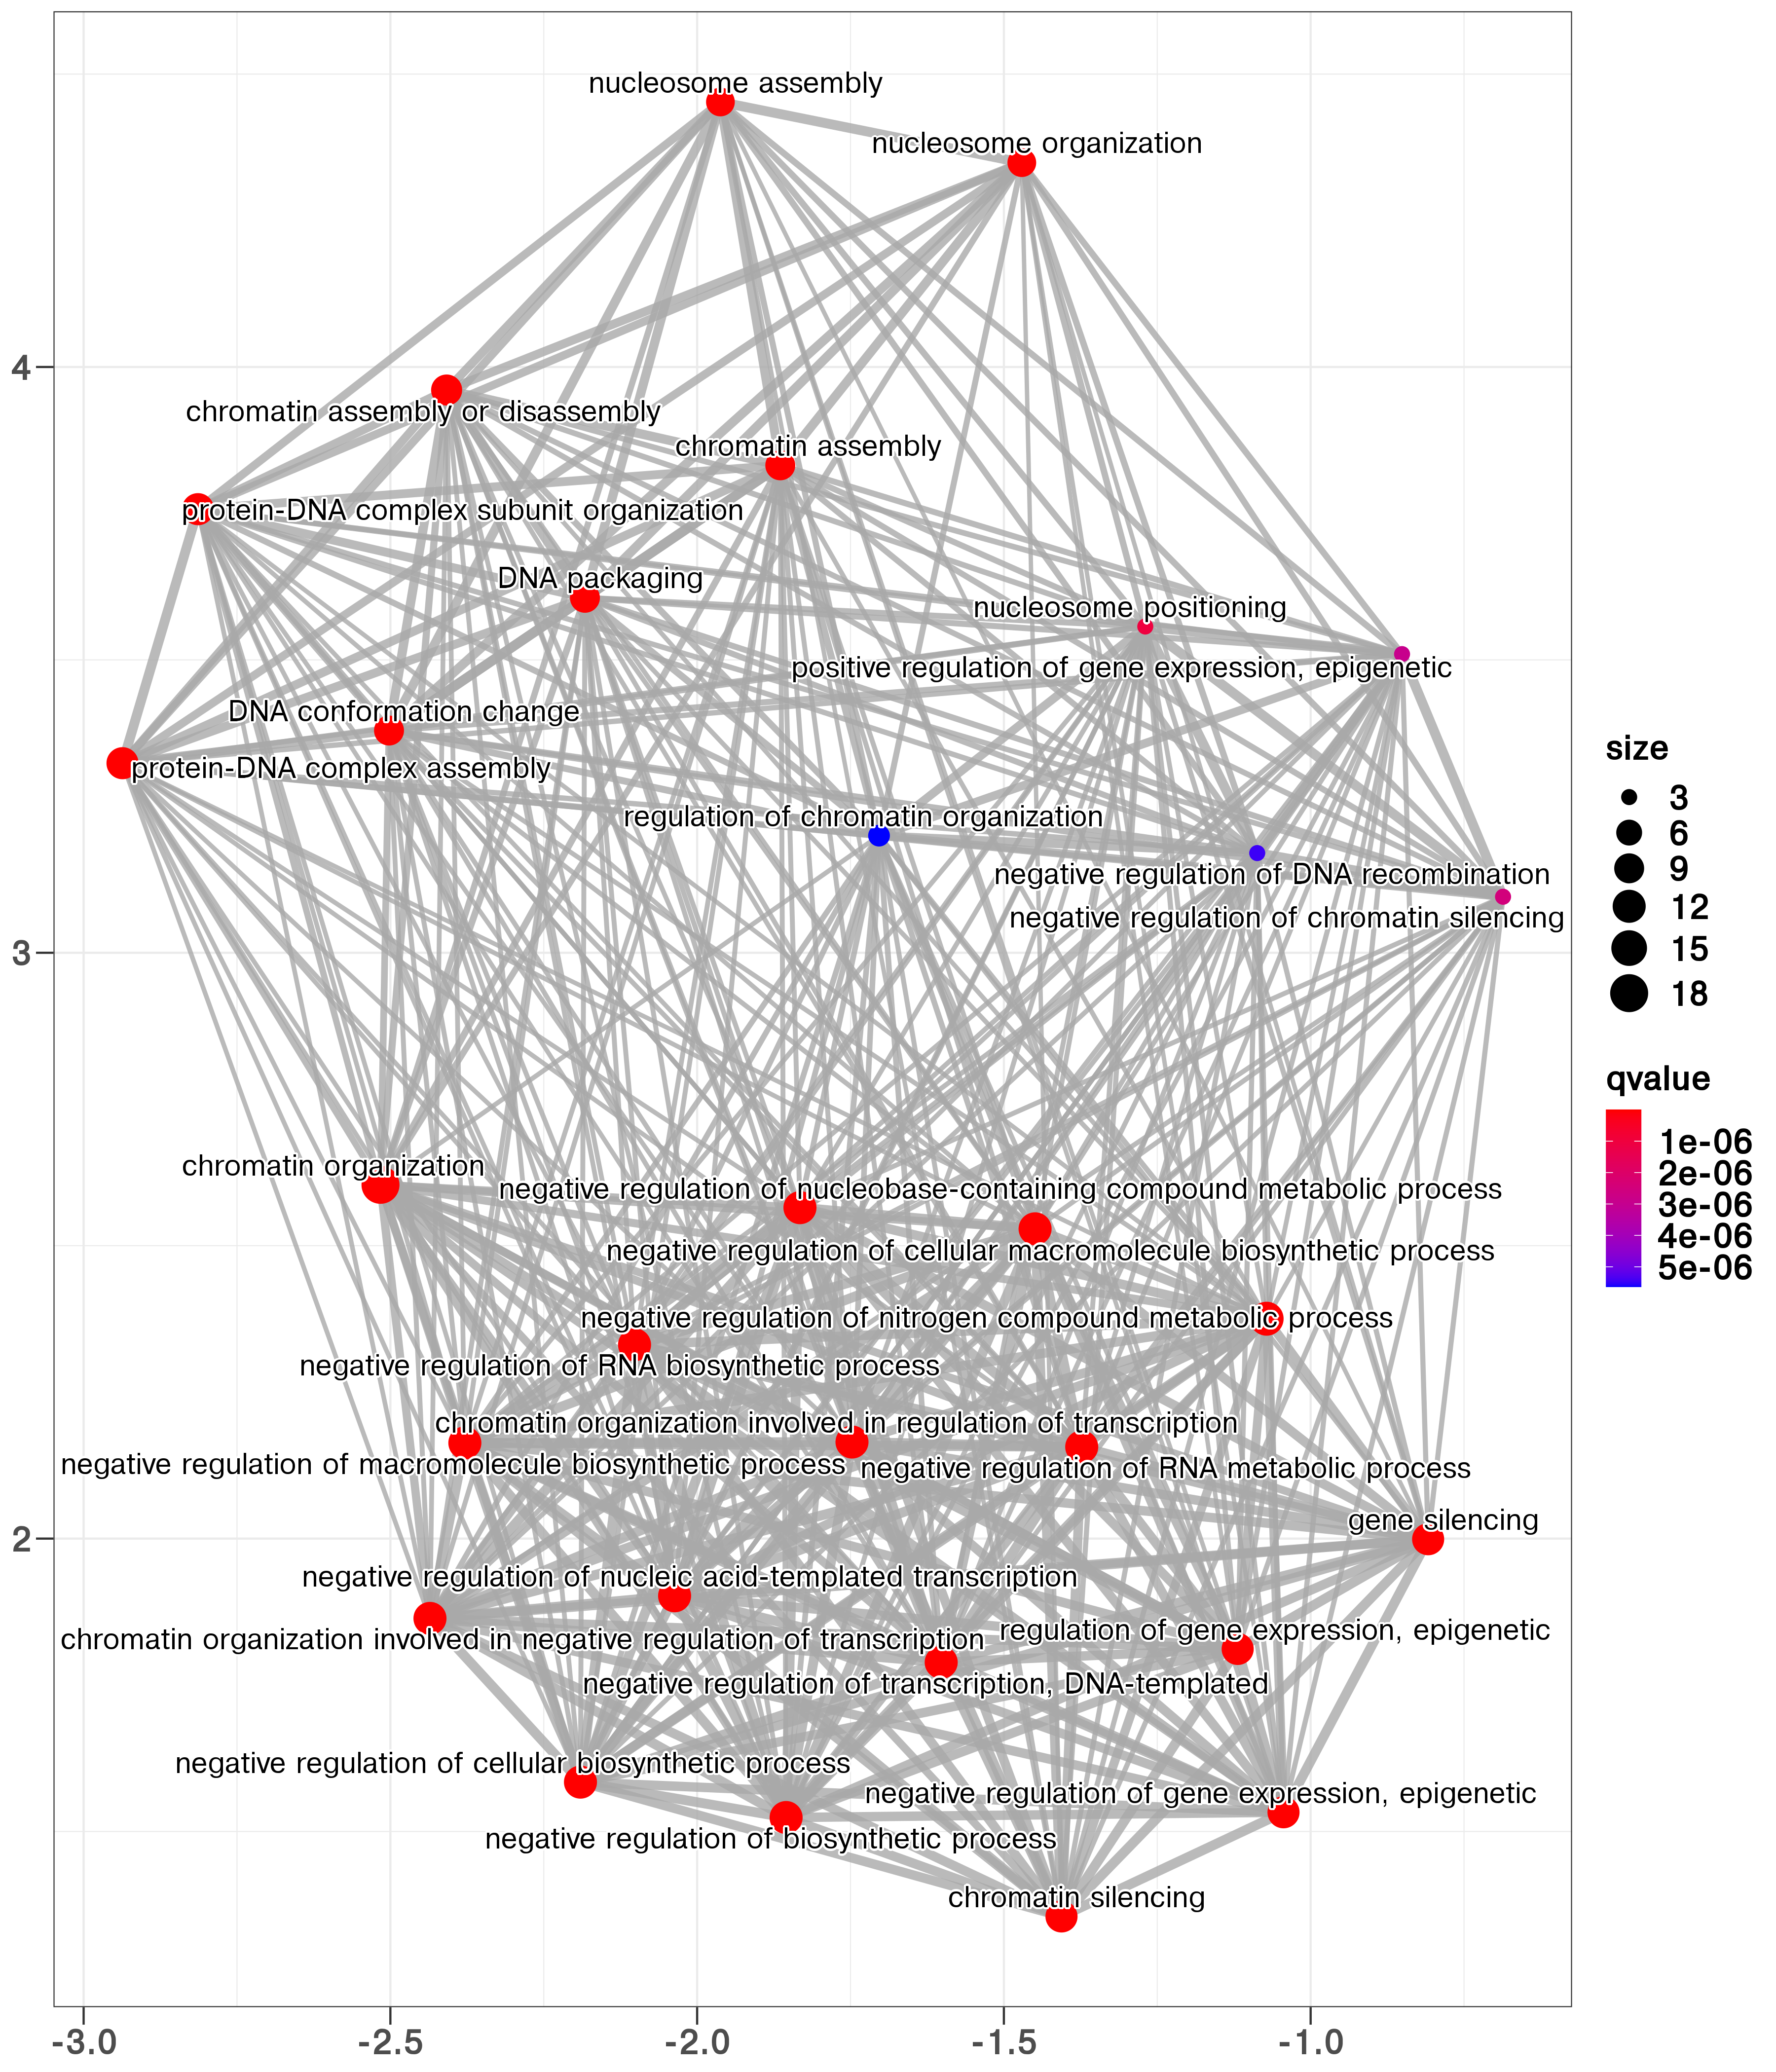 nucleosome assembly
nucleosome organization
4
chromatin assembly or disassembly
chromatin assembly
protein-DNA complex subunit organization
DNA packaging
nucleosome positioning
positive regulation of gene expression, epigenetic
DNA conformation change
protein-DNA complex assembly
regulation of chromatin organization
negative regulation of DNA recombination
negative regulation of chromatin silencing
3
chromatin organization
negative regulation of nucleobase-containing compound metabolic process
negative regulation of cellular macromolecule biosynthetic process
negative regulation of nitrogen compound metabolic process
negative regulation of RNA biosynthetic process
chromatin organization involved in regulation of transcription
negative regulation of macromolecule biosynthetic process
negative regulation of RNA metabolic process
gene silencing
2
negative regulation of nucleic acid-templated transcription
regulation of gene expression, epigenetic
chromatin organization involved in negative regulation of transcription
negative regulation of transcription, DNA-templated
negative regulation of cellular biosynthetic process
negative regulation of gene expression, epigenetic
negative regulation of biosynthetic process
chromatin silencing
-3.0
-2.5
-2.0
-1.5
-1.0
size
3
6
9
12
15
18
qvalue
1e-06
2e-06
3e-06
4e-06
5e-06